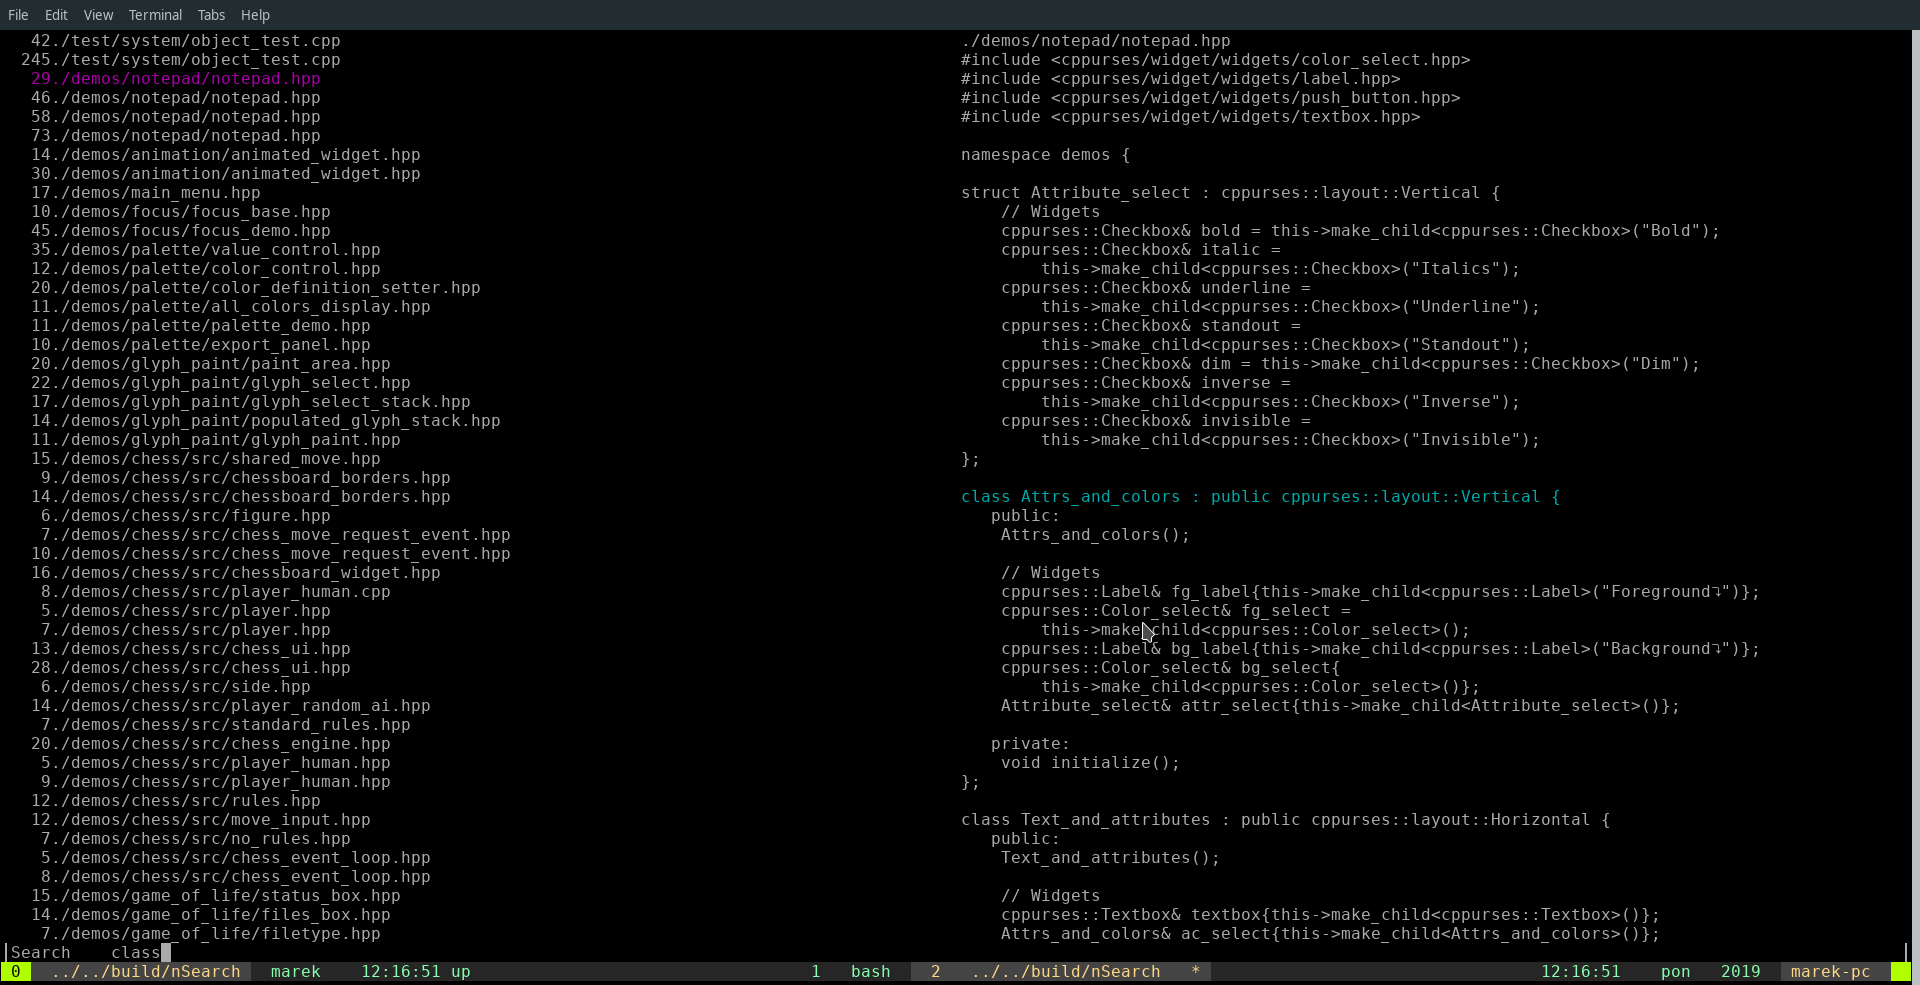 File Edit View Terminal Tabs Help
42./test/system/object_test.cpp
245./test/system/object_test.cpp
29./demos/notepad/notepad.hpp
46./demos/notepad/notepad.hpp
58./demos/notepad/notepad.hpp
73./demos/notepad/notepad.hpp
14./demos/animation/animated_widget.hpp
30./demos/animation/animated_widget.hpp
17./demos/main_menu.hpp
10./demos/focus/focus_base.hpp
45./demos/focus/focus_demo.hpp
35./demos/palette/value_control.hpp
12./demos/palette/color_control.hpp
20./demos/palette/color_definition_setter.hpp
11./demos/palette/all_colors_display.hpp
11./demos/palette/palette_demo.hpp
10./demos/palette/export_panel.hpp
20./demos/glyph_paint/paint_area.hpp
22./demos/glyph_paint/glyph_select.hpp
17./demos/glyph_paint/glyph_select_stack.hpp
14./demos/glyph_paint/populated_glyph_stack.hpp
11./demos/glyph_paint/glyph_paint.hpp
15./demos/chess/src/shared_move.hpp
9./demos/chess/src/chessboard_borders.hpp
14./demos/chess/src/chessboard_borders.hpp
6./demos/chess/src/figure.hpp
7./demos/chess/src/chess_move_request_event.hpp
10./demos/chess/src/chess_move_request_event.hpp
16./demos/chess/src/chessboard_widget.hpp
8./demos/chess/src/player_human.cpp
5./demos/chess/src/player.hpp
7./demos/chess/src/player.hpp
13./demos/chess/src/chess_ui.hpp
28./demos/chess/src/chess_ui.hpp
6./demos/chess/src/side.hpp
14./demos/chess/src/player_random_ai.hpp
7./demos/chess/src/standard_rules.hpp
20./demos/chess/src/chess_engine.hpp
5./demos/chess/src/player_human.hpp
9./demos/chess/src/player_human.hpp
12./demos/chess/src/rules.hpp
12./demos/chess/src/move_input.hpp
7./demos/chess/src/no_rules.hpp
5./demos/chess/src/chess_event_loop.hpp
8./demos/chess/src/chess_event_loop.hpp
15./demos/game_of_life/status_box.hpp
14./demos/game_of_life/files_box.hpp
7./demos/game_of_life/filetype.hpp
./demos/notepad/notepad.hpp
#include <cppurses/widget/widgets/color_select.hpp>
#include <cppurses/widget/widgets/label.hpp>
#include <cppurses/widget/widgets/push_button.hpp>
#include <cppurses/widget/widgets/textbox.hpp>
namespace demos {
struct Attribute_select : cppurses::layout::Vertical {
// Widgets
cppurses::Checkbox& bold = this->make_child<cppurses::Checkbox>("Bold");
cppurses::Checkbox& italic =
this->make_child<cppurses::Checkbox>("Italics");
cppurses::Checkbox& underline =
this->make_child<cppurses::Checkbox>("Underline");
cppurses::Checkbox& standout =
this->make_child<cppurses::Checkbox>("Standout");
cppurses::Checkbox& dim = this->make_child<cppurses::Checkbox>("Dim");
cppurses::Checkbox& inverse =
this->make_child<cppurses::Checkbox>("Inverse");
cppurses::Checkbox& invisible =
this->make_child<cppurses::Checkbox>("Invisible");
};
class Attrs_and_colors : public cppurses::layout::Vertical {
public:
Attrs_and_colors();
// Widgets
cppurses::Label& fg_label{this->make_child<cppurses::Label>("Foreground⤵")};
cppurses::Color_select& fg_select =
this->make_child<cppurses::Color_select>();
cppurses::Label& bg_label{this->make_child<cppurses::Label>("Background⤵")};
cppurses::Color_select& bg_select{
this->make_child<cppurses::Color_select>()};
Attribute_select& attr_select{this->make_child<Attribute_select>()};
private:
void initialize();
};
class Text_and_attributes : public cppurses::layout::Horizontal {
public:
Text_and_attributes();
// Widgets
cppurses::Textbox& textbox{this->make_child<cppurses::Textbox>()};
Attrs_and_colors& ac_select{this->make_child<Attrs_and_colors>()};
Search class
0 ../../build/nSearch marek 12:16:51 up 1 bash 2 ../../build/nSearch * 12:16:51 pon 2019 marek-pc